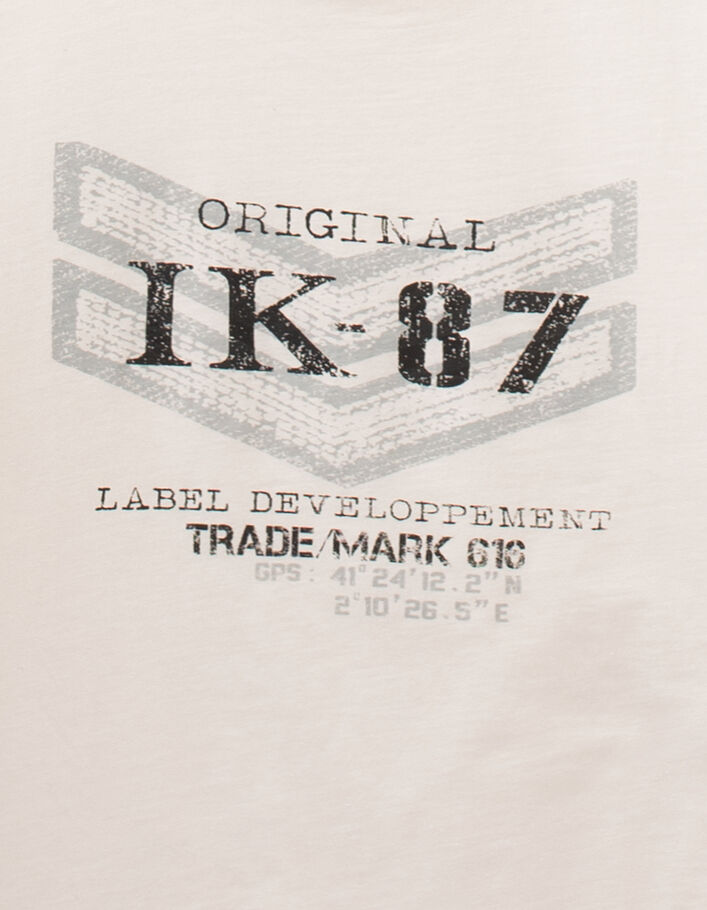 ORIGINAL
IK-87
LABEL DEVELOPPEMENT
TRADE/MARK 616
GPS: 41°24'12.2"N
2°10'26.5"E